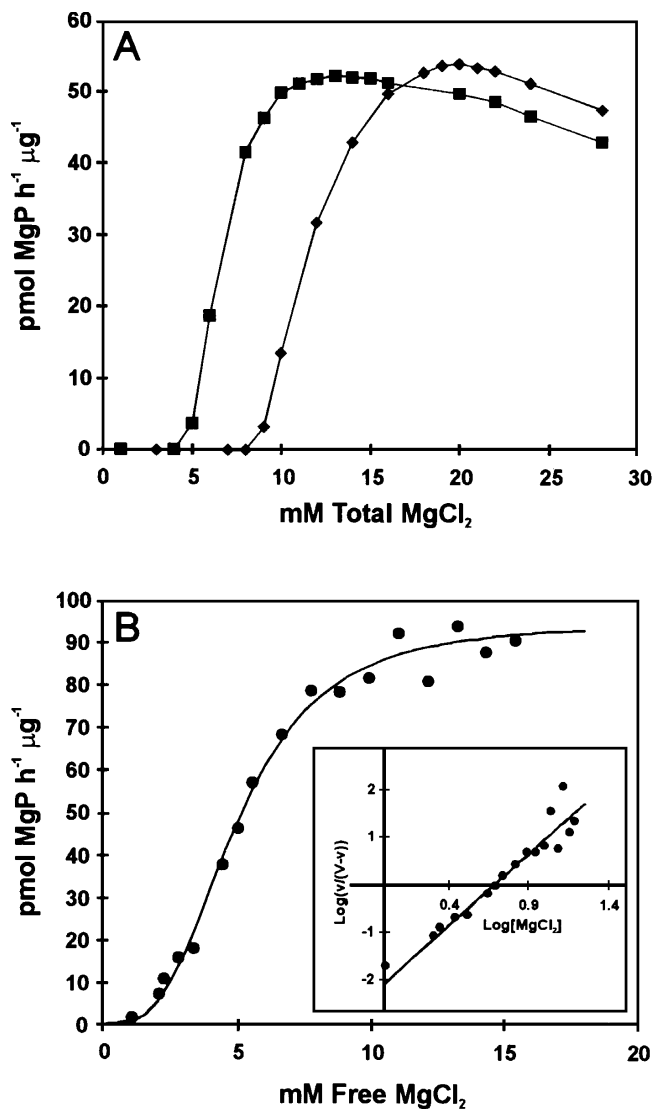 A
60
50
40
30
20
10
0
pmol MgP h⁻¹ µg⁻¹
0 5 10 15 20 25 30
mM Total MgCl₂
B
100
90
80
70
60
50
40
30
20
10
0
pmol MgP h⁻¹ µg⁻¹
2
1
-1
-2
Log(v/(V-v))
0.4 0.9 1.4
Log[MgCl₂]
0 5 10 15 20
mM Free MgCl₂